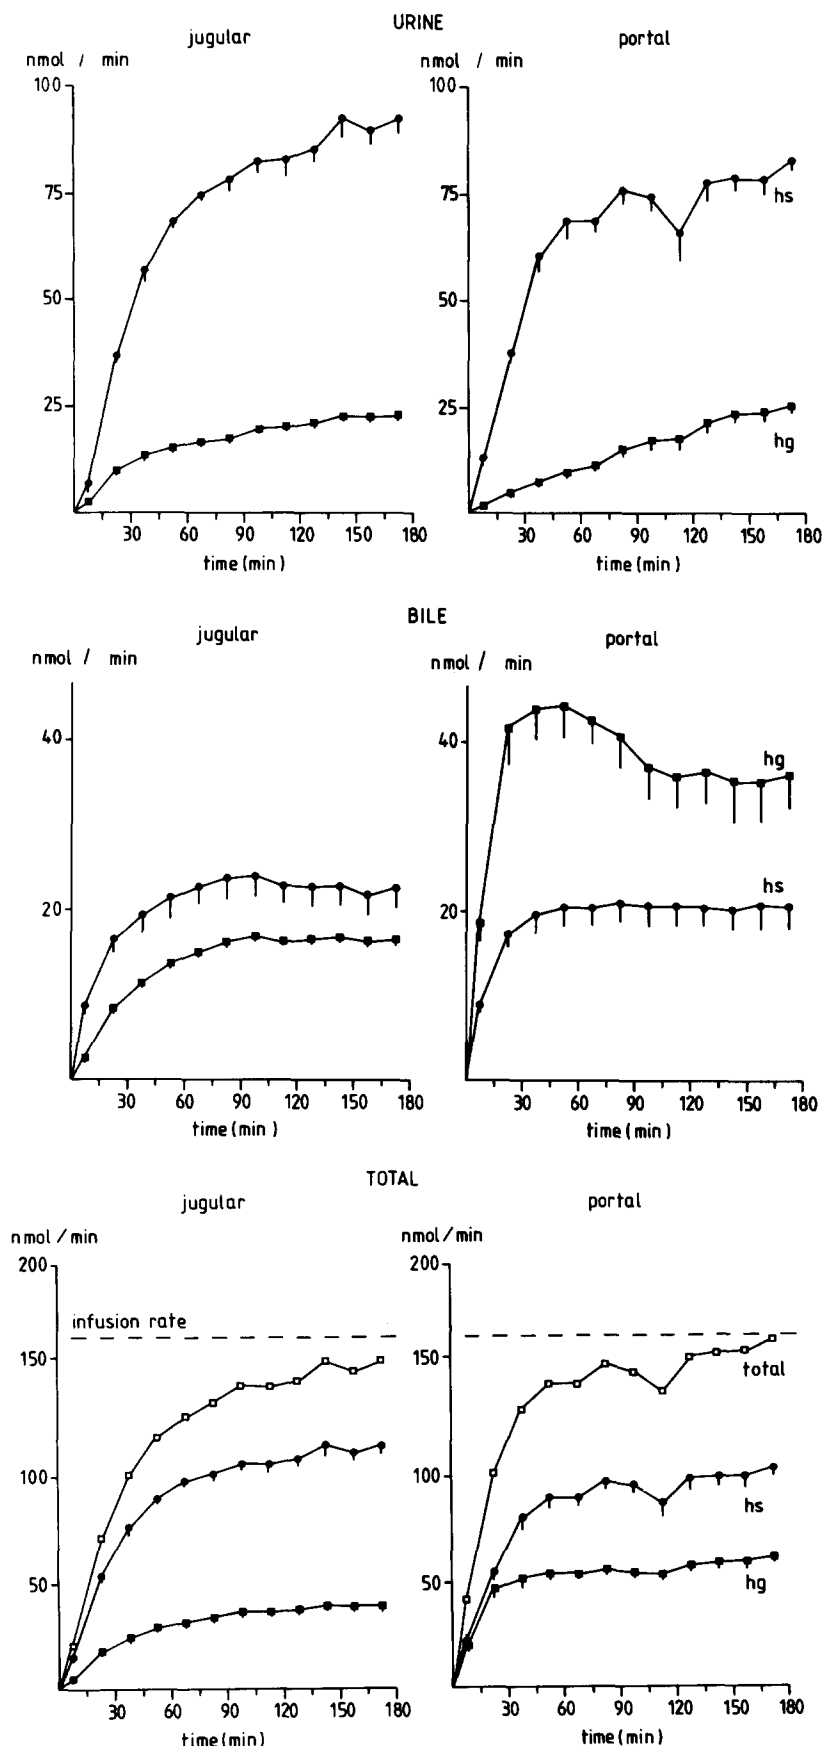 URINE
jugular
portal
nmol / min
nmol / min
100
75
50
25
30 60 90 120 150 180
time (min)
100
75
50
25
hs
hg
30 60 90 120 150 180
time (min)
BILE
jugular
portal
nmol / min
nmol / min
40
20
30 60 90 120 150 180
time (min)
40
20
hg
hs
30 60 90 120 150 180
time (min)
TOTAL
jugular
portal
nmol / min
nmol / min
200
infusion rate
150
100
50
30 60 90 120 150 180
time (min)
200
150
100
50
total
hs
hg
30 60 90 120 150 180
time (min)